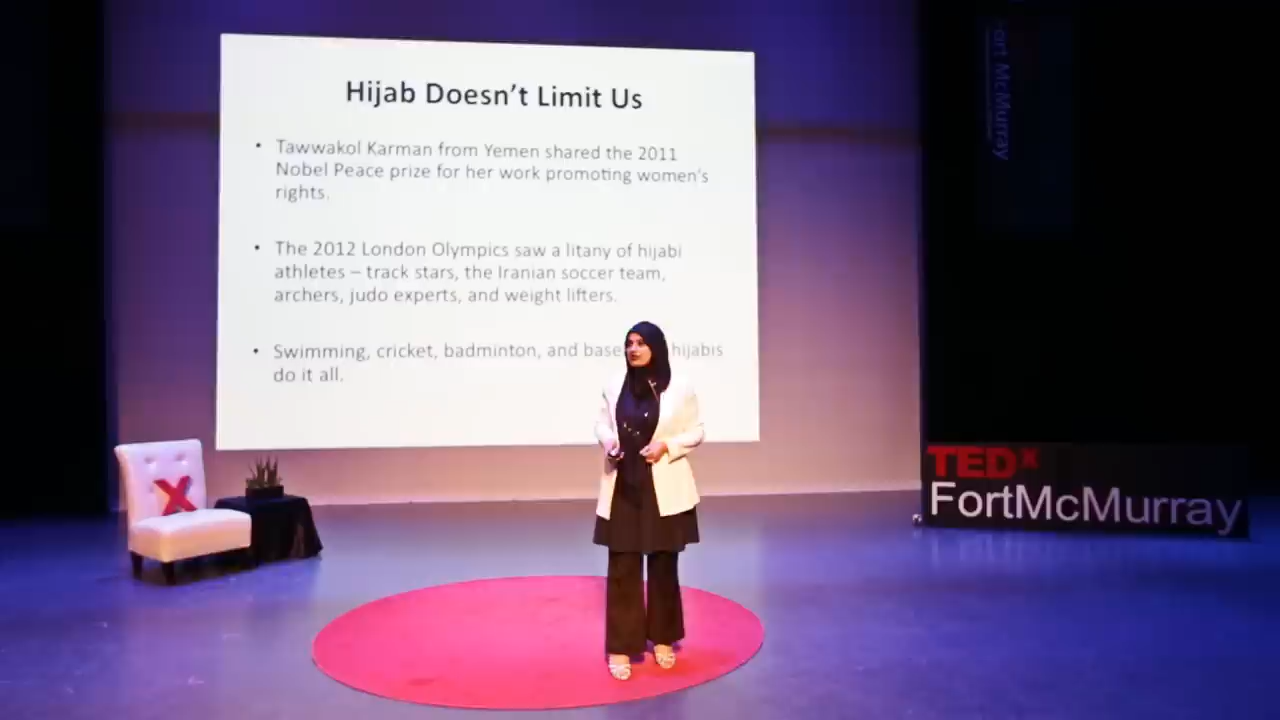 Hijab Doesn't Limit Us
• Tawwakol Karman from Yemen shared the 2011
Nobel Peace prize for her work promoting women's
rights.
• The 2012 London Olympics saw a litany of hijabi
athletes – track stars, the Iranian soccer team,
archers, judo experts, and weight lifters.
• Swimming, cricket, badminton, and base hijabis
do it all.
X
TEDx
FortMcMurray
McMurray